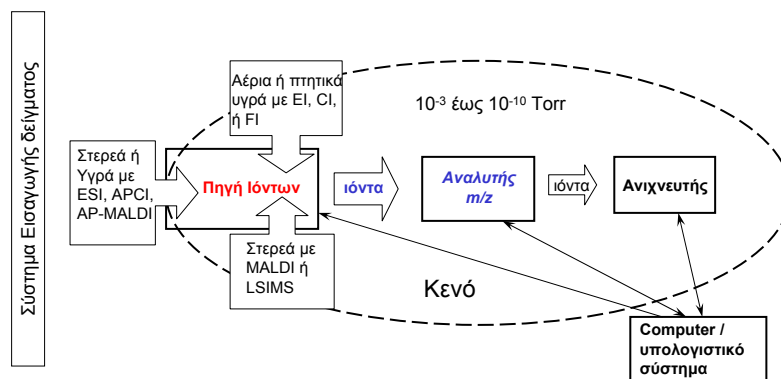 Σύστημα Εισαγωγής δείγματος
Αέρια ή πτητικά
υγρά με EI, CI,
ή FI
10⁻³ έως 10⁻¹⁰ Torr
Στερεά ή
Υγρά με
ESI, APCI,
AP-MALDI
Πηγή Ιόντων
ιόντα
Αναλυτής
m/z
ιόντα
Ανιχνευτής
Στερεά με
MALDI ή
LSIMS
Κενό
Computer /
υπολογιστικό
σύστημα